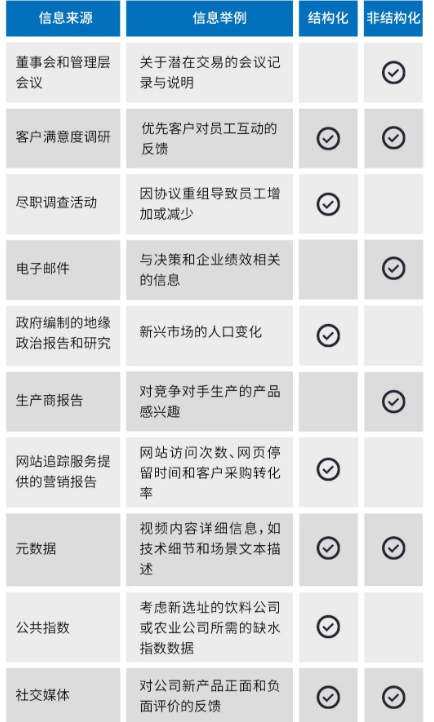 信息来源 信息举例 结构化 非结构化
董事会和管理层
会议
关于潜在交易的会议记
录与说明
客户满意度调研
优先客户对员工互动的
反馈
尽职调查活动
因协议重组导致员工增
加或减少
电子邮件
与决策和企业绩效相关
的信息
政府编制的地缘
政治报告和研究
新兴市场的人口变化
生产商报告
对竞争对手生产的产品
感兴趣
网站追踪服务提
供的营销报告
网站访问次数、网页停
留时间和客户采购转化
率
元数据
视频内容详细信息,如
技术细节和场景文本描
述
公共指数
考虑新选址的饮料公司
或农业公司所需的缺水
指数数据
社交媒体
对公司新产品正面和负
面评价的反馈